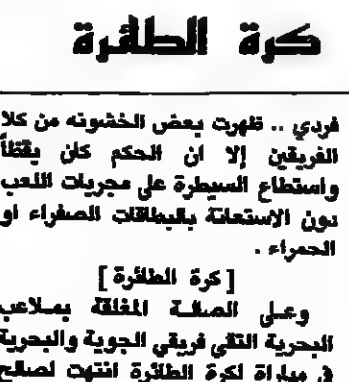 كرة الطائرة
فردي .. ظهرت بعض الخشونه من كلا
الفريقين إلا ان الحكم كان يقظاً
واستطاع السيطرة على مجريات اللعب
دون الاستعانة بالبطاقات الصفراء او
الحمراء .
[ كرة الطائرة ]
وعلى الصالة المغلقة بملاعب
البحرية التقى فريقي الجوية والبحرية
في مباراة لكرة الطائرة انتهت لصالح